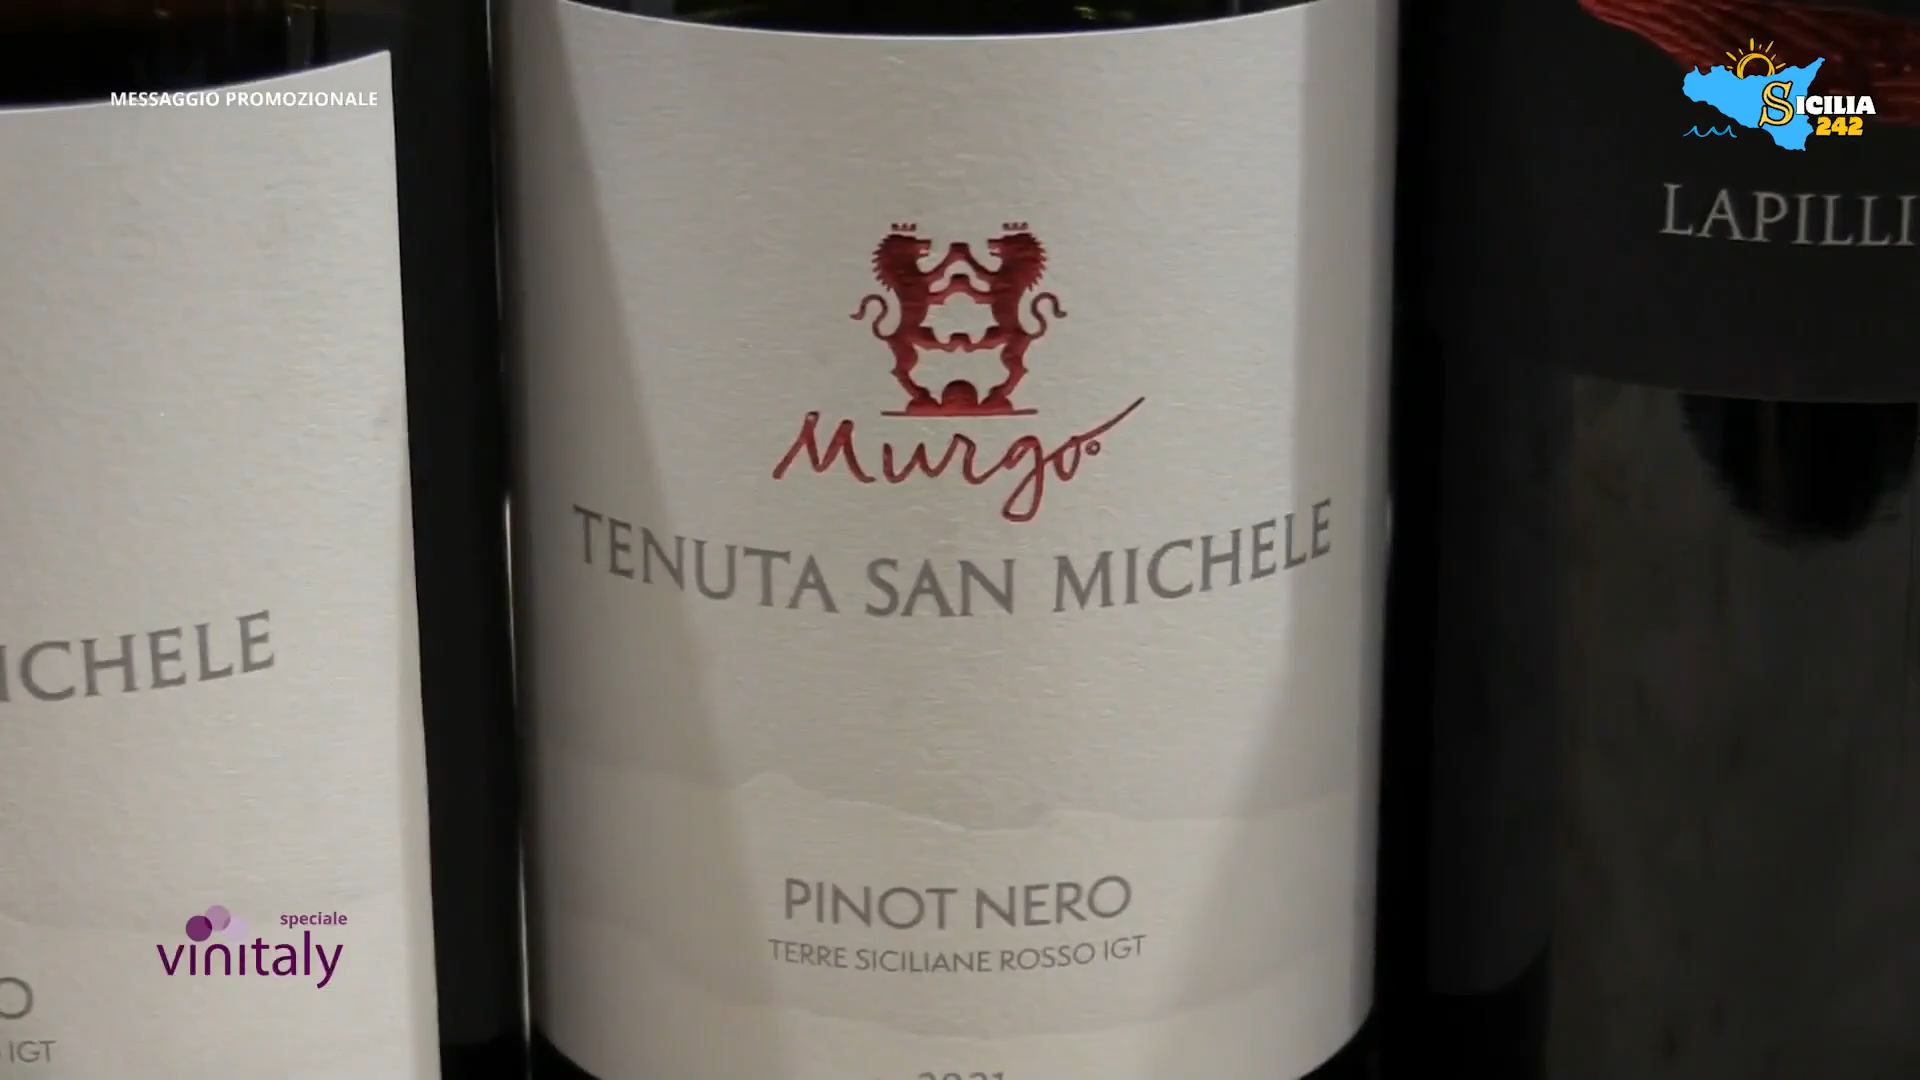 MESSAGGIO PROMOZIONALE
SICILIA
242
LAPILLI
Murgo
TENUTA SAN MICHELE
ICHELE
PINOT NERO
TERRE SICILIANE ROSSO IGT
speciale
vinitaly
O
IGT